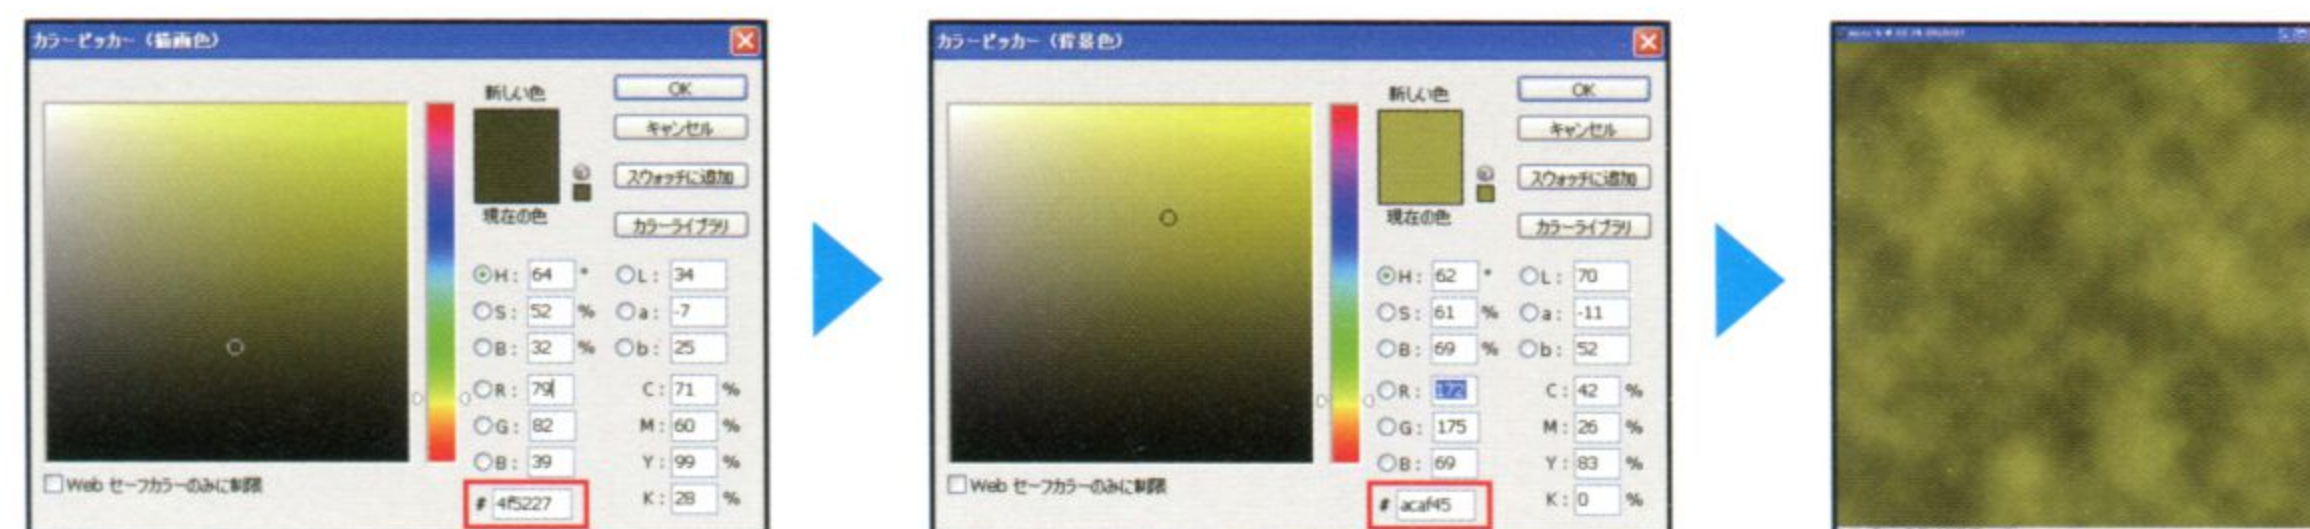 カラーピッカー（描画色）
新しい色
現在の色
OK
キャンセル
スウォッチに追加
カラーライブラリ
H: 64 °
S: 52 %
B: 32 %
R: 79
G: 82
B: 39
# 4f5227
L: 34
a: -7
b: 25
C: 71 %
M: 60 %
Y: 99 %
K: 28 %
Web セーフカラーのみに制限
カラーピッカー（背景色）
新しい色
現在の色
OK
キャンセル
スウォッチに追加
カラーライブラリ
H: 62 °
S: 61 %
B: 69 %
R: 172
G: 175
B: 69
# acaf45
L: 70
a: -11
b: 52
C: 42 %
M: 26 %
Y: 83 %
K: 0 %
Web セーフカラーのみに制限